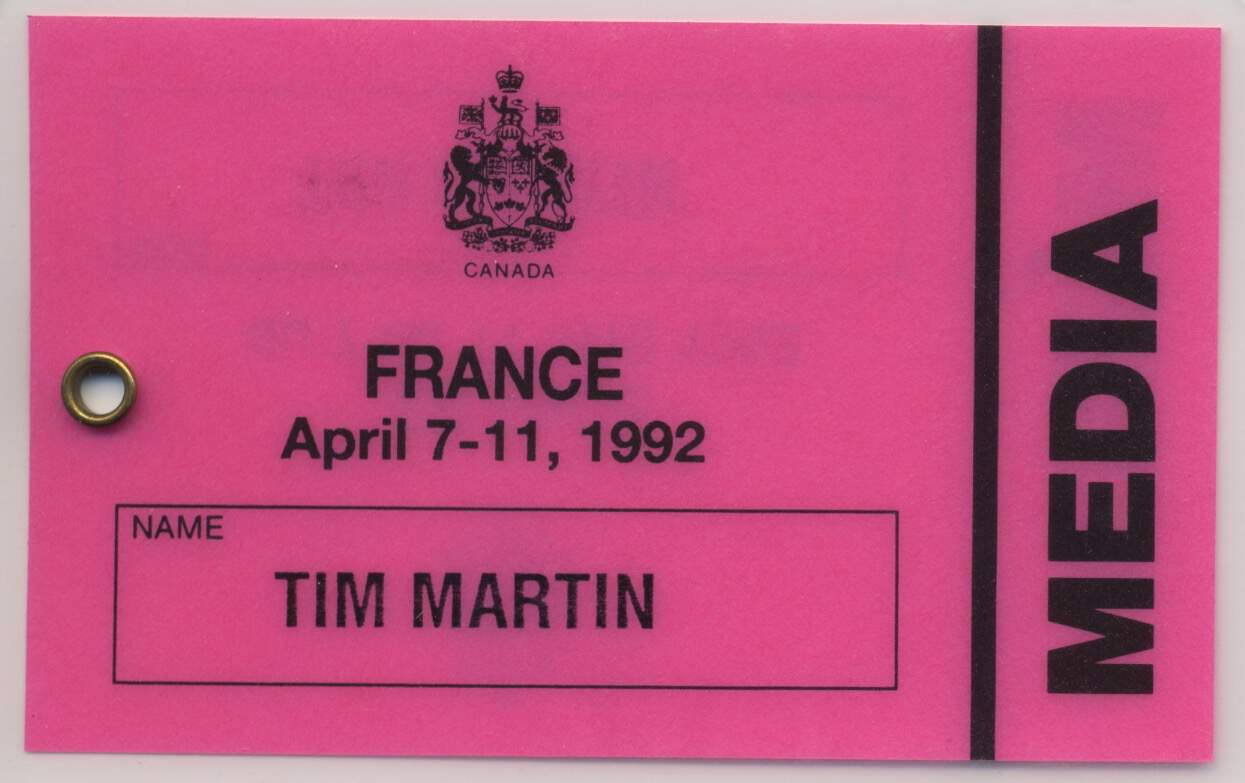 CANADA
FRANCE
April 7-11, 1992
NAME
TIM MARTIN
MEDIA